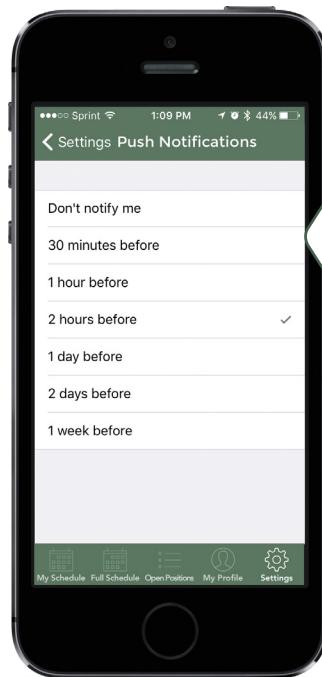 ●●●○○ Sprint 1:09 PM 44%
Settings Push Notifications
Don't notify me
30 minutes before
1 hour before
2 hours before
1 day before
2 days before
1 week before
My Schedule Full Schedule Open Positions My Profile Settings